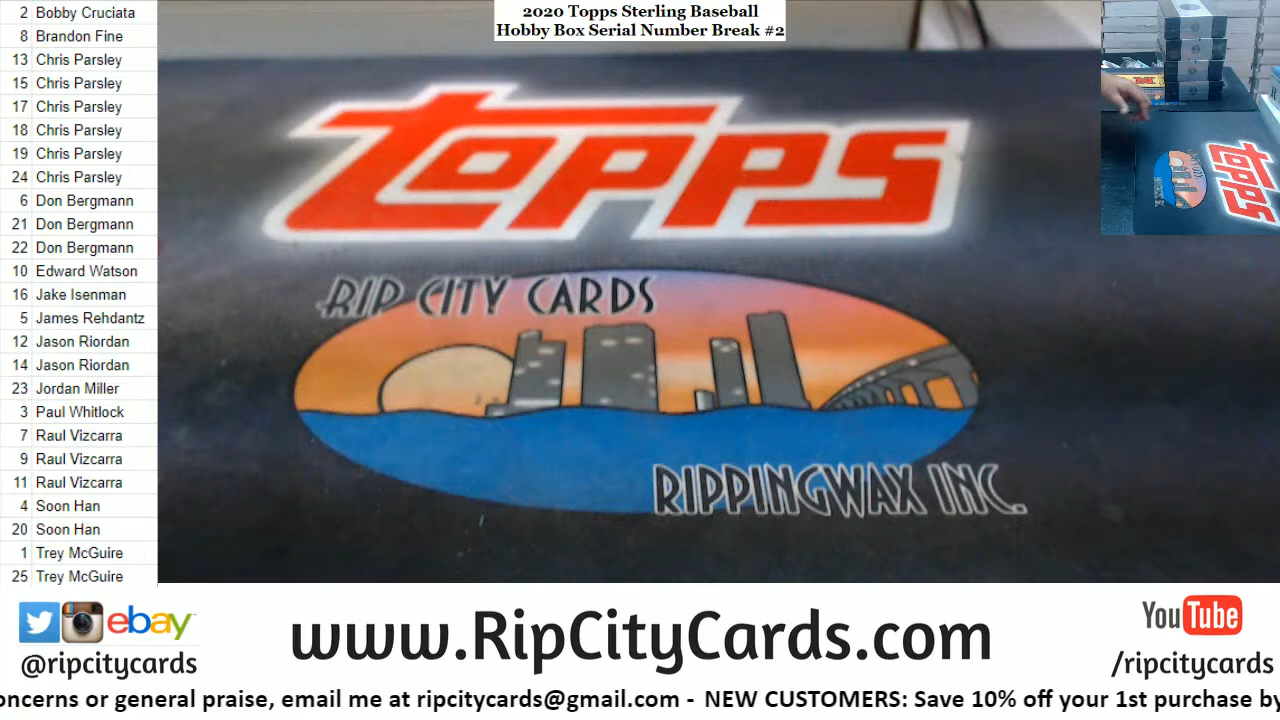 2 Bobby Cruciata
8 Brandon Fine
13 Chris Parsley
15 Chris Parsley
17 Chris Parsley
18 Chris Parsley
19 Chris Parsley
24 Chris Parsley
6 Don Bergmann
21 Don Bergmann
22 Don Bergmann
10 Edward Watson
16 Jake Isenman
5 James Rehdantz
12 Jason Riordan
14 Jason Riordan
23 Jordan Miller
3 Paul Whitlock
7 Raul Vizcarra
9 Raul Vizcarra
11 Raul Vizcarra
4 Soon Han
20 Soon Han
1 Trey McGuire
25 Trey McGuire
2020 Topps Sterling Baseball
Hobby Box Serial Number Break #2
topps
RIP CITY CARDS
RIPPINGWAX INC.
topps
ebay
@ripcitycards
www.RipCityCards.com
YouTube
/ripcitycards
oncerns or general praise, email me at ripcitycards@gmail.com - NEW CUSTOMERS: Save 10% off your 1st purchase by